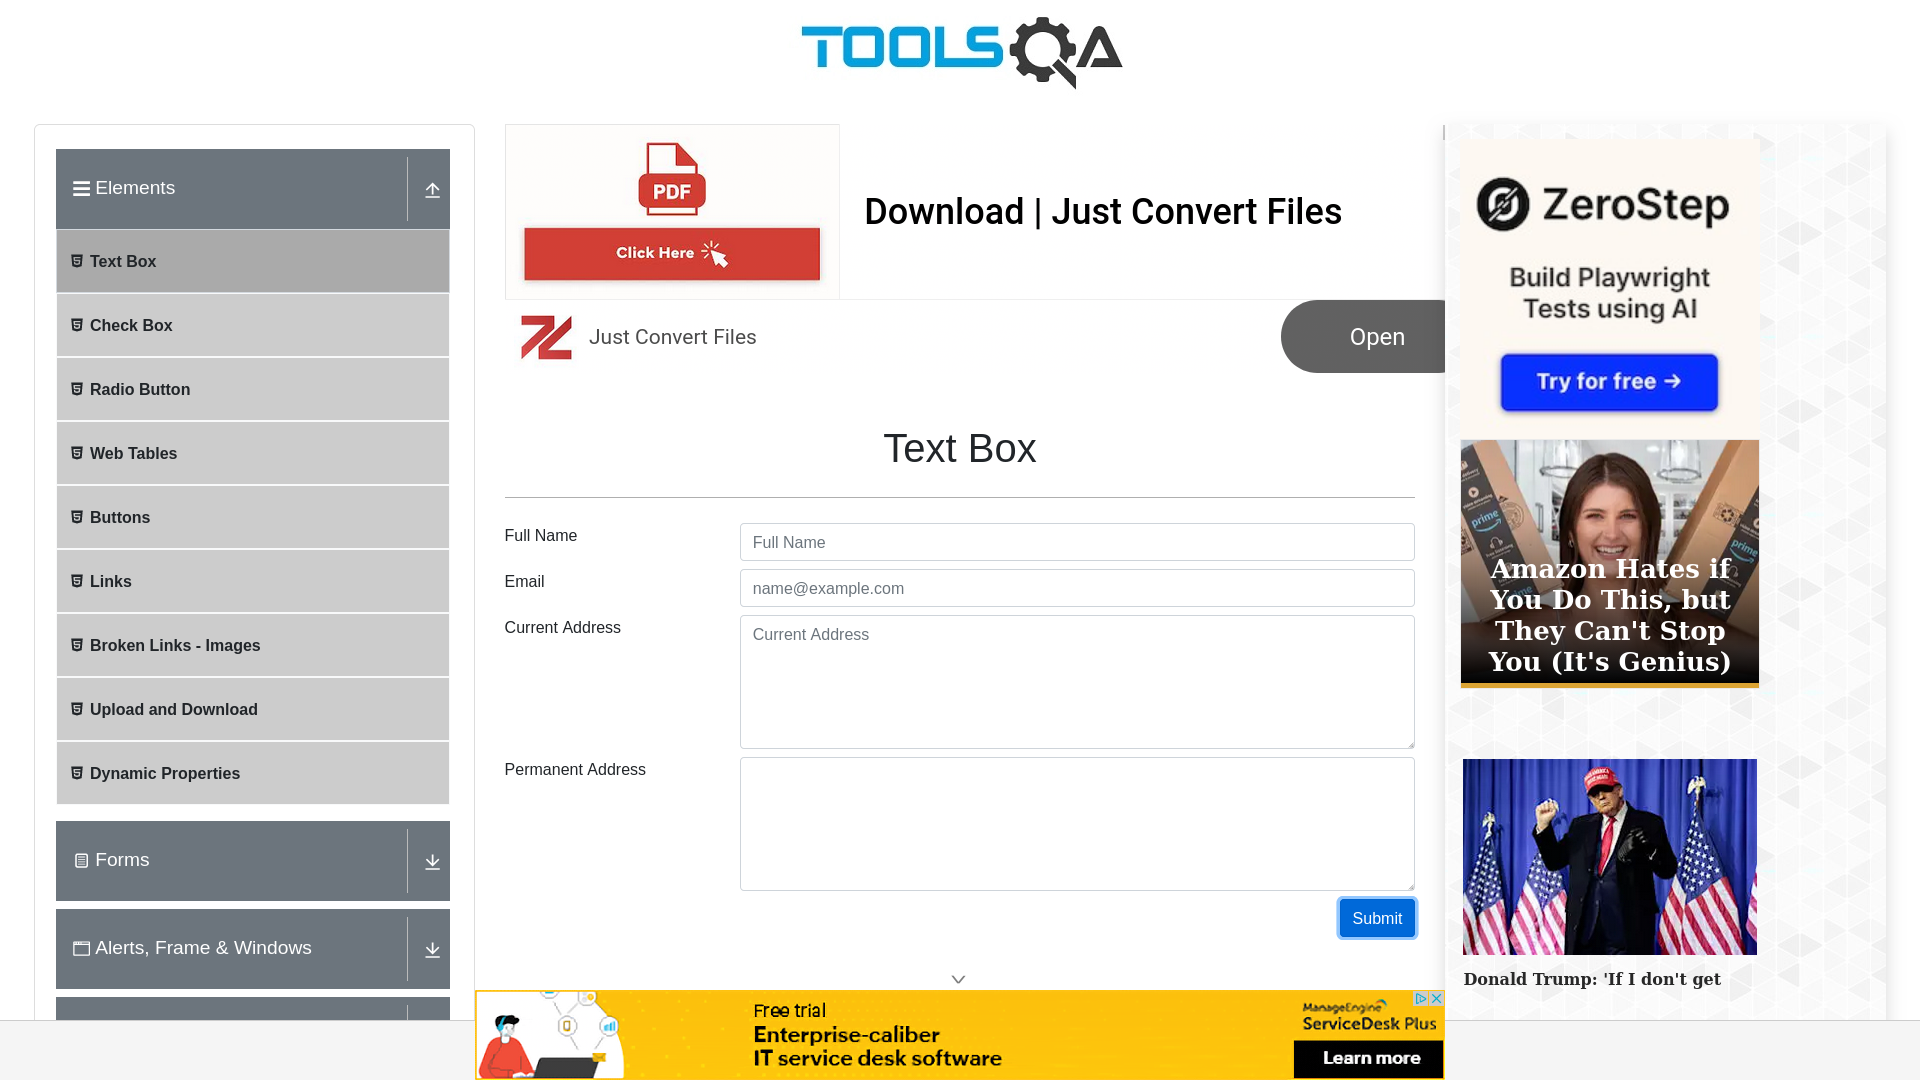 TOOLSQA
Elements
Text Box
Check Box
Radio Button
Web Tables
Buttons
Links
Broken Links - Images
Upload and Download
Dynamic Properties
Forms
Alerts, Frame & Windows
PDF
Click Here
Download | Just Convert Files
Just Convert Files
Open
Text Box
Full Name
Full Name
Email
name@example.com
Current Address
Current Address
Permanent Address
Submit
Free trial
Enterprise-caliber
IT service desk software
ManageEngine
ServiceDesk Plus
Learn more
ZeroStep
Build Playwright
Tests using AI
Try for free →
prime
prime
Amazon Hates if
You Do This, but
They Can't Stop
You (It's Genius)
Donald Trump: 'If I don't get